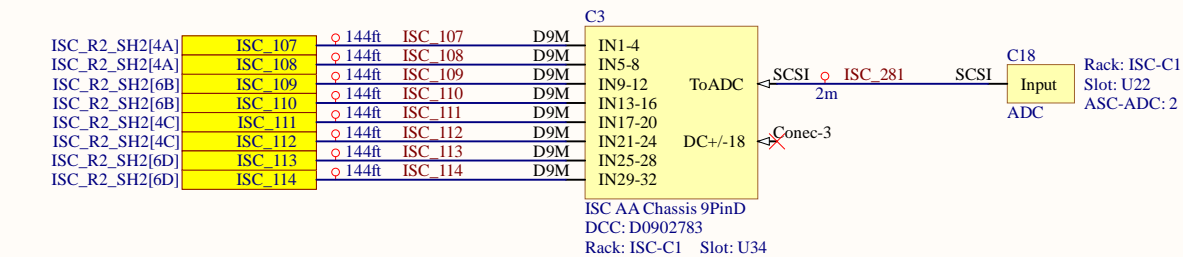 C3
ISC_R2_SH2[4A] ISC_107 144ft ISC_107 D9M IN1-4
ISC_R2_SH2[4A] ISC_108 144ft ISC_108 D9M IN5-8
ISC_R2_SH2[6B] ISC_109 144ft ISC_109 D9M IN9-12
ISC_R2_SH2[6B] ISC_110 144ft ISC_110 D9M IN13-16
ISC_R2_SH2[4C] ISC_111 144ft ISC_111 D9M IN17-20
ISC_R2_SH2[4C] ISC_112 144ft ISC_112 D9M IN21-24
ISC_R2_SH2[6D] ISC_113 144ft ISC_113 D9M IN25-28
ISC_R2_SH2[6D] ISC_114 144ft ISC_114 D9M IN29-32
ToADC SCSI ISC_281 SCSI
2m
DC+/-18 Conec-3
ISC AA Chassis 9PinD
DCC: D0902783
Rack: ISC-C1 Slot: U34
C18
Input
ADC
Rack: ISC-C1
Slot: U22
ASC-ADC: 2